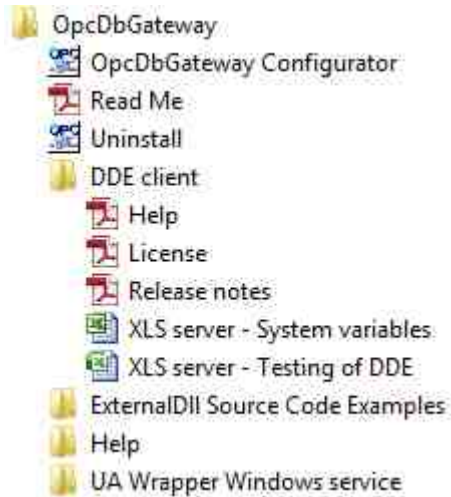 OpcDbGateway
OpcDbGateway Configurator
Read Me
Uninstall
DDE client
Help
License
Release notes
XLS server - System variables
XLS server - Testing of DDE
ExternalDll Source Code Examples
Help
UA Wrapper Windows service